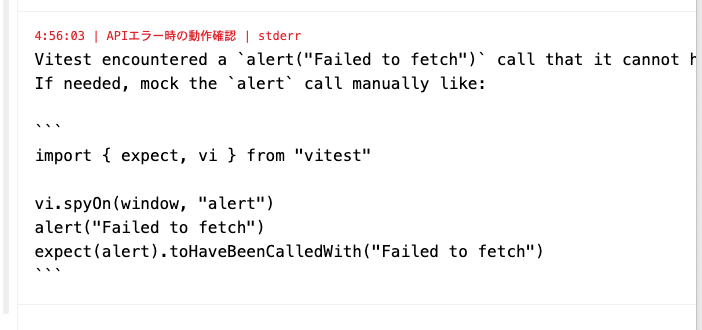 4:56:03 | APIエラー時の動作確認 | stderr
Vitest encountered a `alert("Failed to fetch")` call that it cannot
If needed, mock the `alert` call manually like:
```
import { expect, vi } from "vitest"
vi.spyOn(window, "alert")
alert("Failed to fetch")
expect(alert).toHaveBeenCalledWith("Failed to fetch")
```